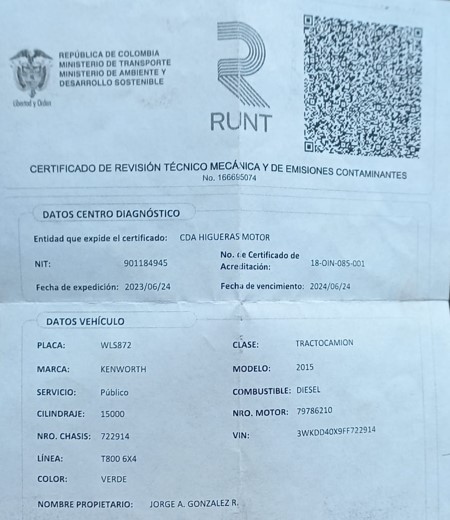 REPÚBLICA DE COLOMBIA
MINISTERIO DE TRANSPORTE
MINISTERIO DE AMBIENTE Y
DESARROLLO SOSTENIBLE
Libertad y Orden
RUNT
CERTIFICADO DE REVISIÓN TÉCNICO MECÁNICA Y DE EMISIONES CONTAMINANTES
No. 166695074
DATOS CENTRO DIAGNÓSTICO
Entidad que expide el certificado: CDA HIGUERAS MOTOR
NIT: 901184945 No. de Certificado de Acreditación: 18-OIN-085-001
Fecha de expedición: 2023/06/24 Fecha de vencimiento: 2024/06/24
DATOS VEHÍCULO
PLACA: WLS872 CLASE: TRACTOCAMION
MARCA: KENWORTH MODELO: 2015
SERVICIO: Público COMBUSTIBLE: DIESEL
CILINDRAJE: 15000 NRO. MOTOR: 79786210
NRO. CHASIS: 722914 VIN: 3WKDD40X9FF722914
LÍNEA: T800 6X4
COLOR: VERDE
NOMBRE PROPIETARIO: JORGE A. GONZALEZ R.